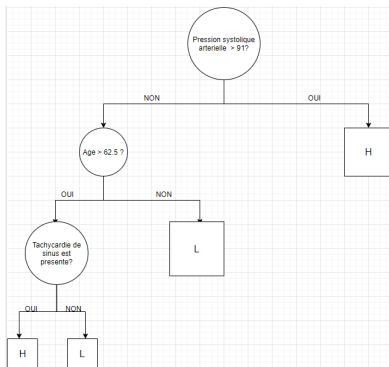 Pression systolique
arterielle > 91?
NON
OUI
Age > 62.5 ?
H
OUI
NON
Tachycardie de
sinus est
presente?
L
OUI
NON
H
L